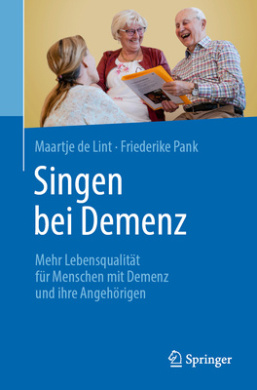 Maartje de Lint · Friederike Pank
Singen
bei Demenz
Mehr Lebensqualität
für Menschen mit Demenz
und ihre Angehörigen
Springer